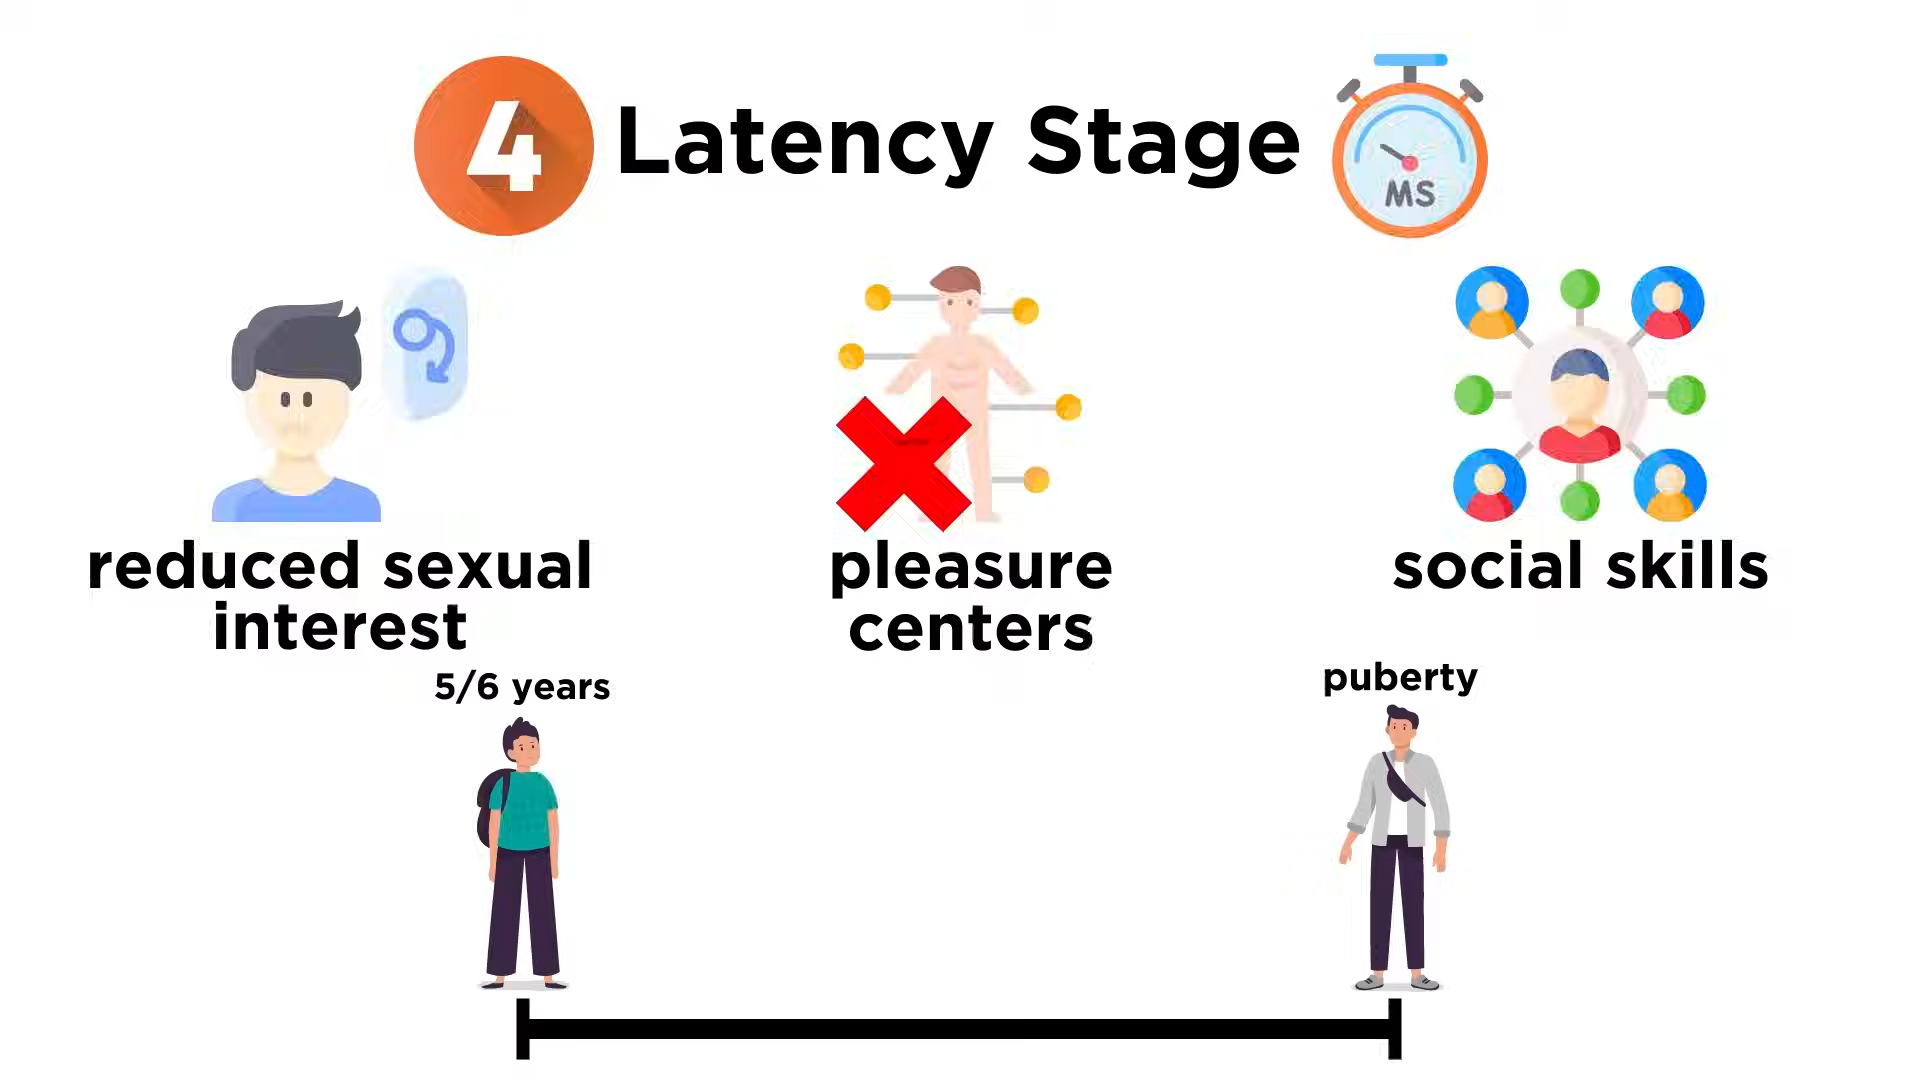 4 Latency Stage
MS
reduced sexual
interest
pleasure
centers
social skills
5/6 years
puberty